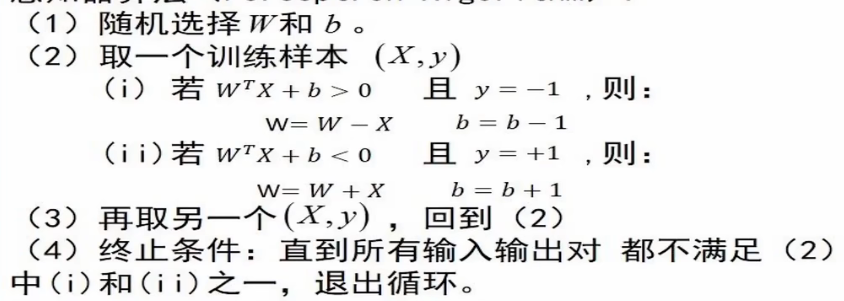 (1) 随机选择W和 b 。
(2) 取一个训练样本 (X,y)
(i) 若 WᵀX + b > 0 且 y = −1 ,则：
w= W − X b = b − 1
(ii)若 WᵀX + b < 0 且 y = +1 ,则：
w= W + X b = b + 1
(3) 再取另一个(X,y) ，回到 (2)
(4) 终止条件：直到所有输入输出对 都不满足 (2)
中(i)和(ii)之一，退出循环。